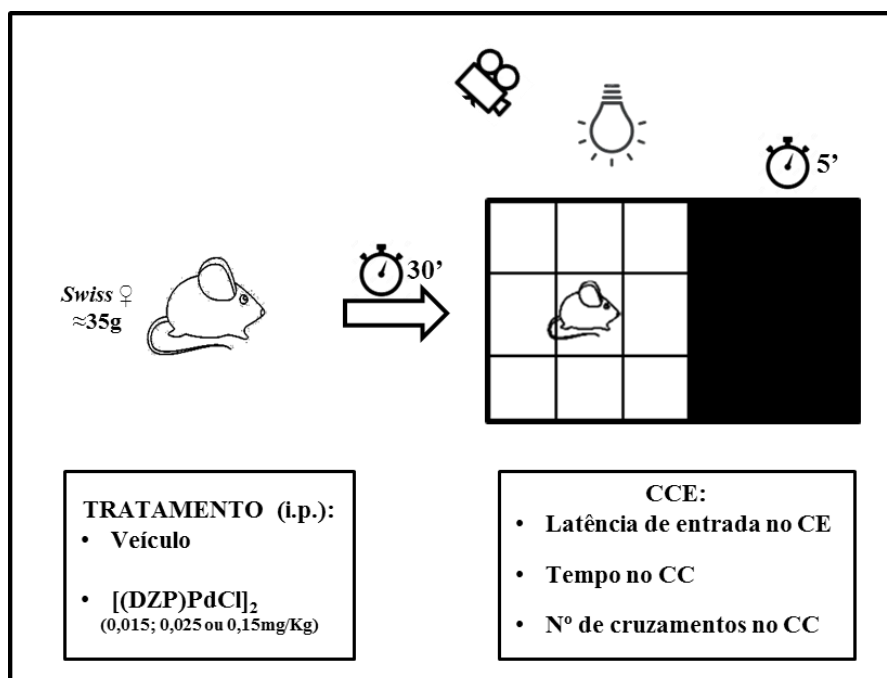 5’
30’
Swiss ♀
≈35g
TRATAMENTO (i.p.):
• Veículo
• [(DZP)PdCl]₂
(0,015; 0,025 ou 0,15mg/Kg)
CCE:
• Latência de entrada no CE
• Tempo no CC
• Nº de cruzamentos no CC